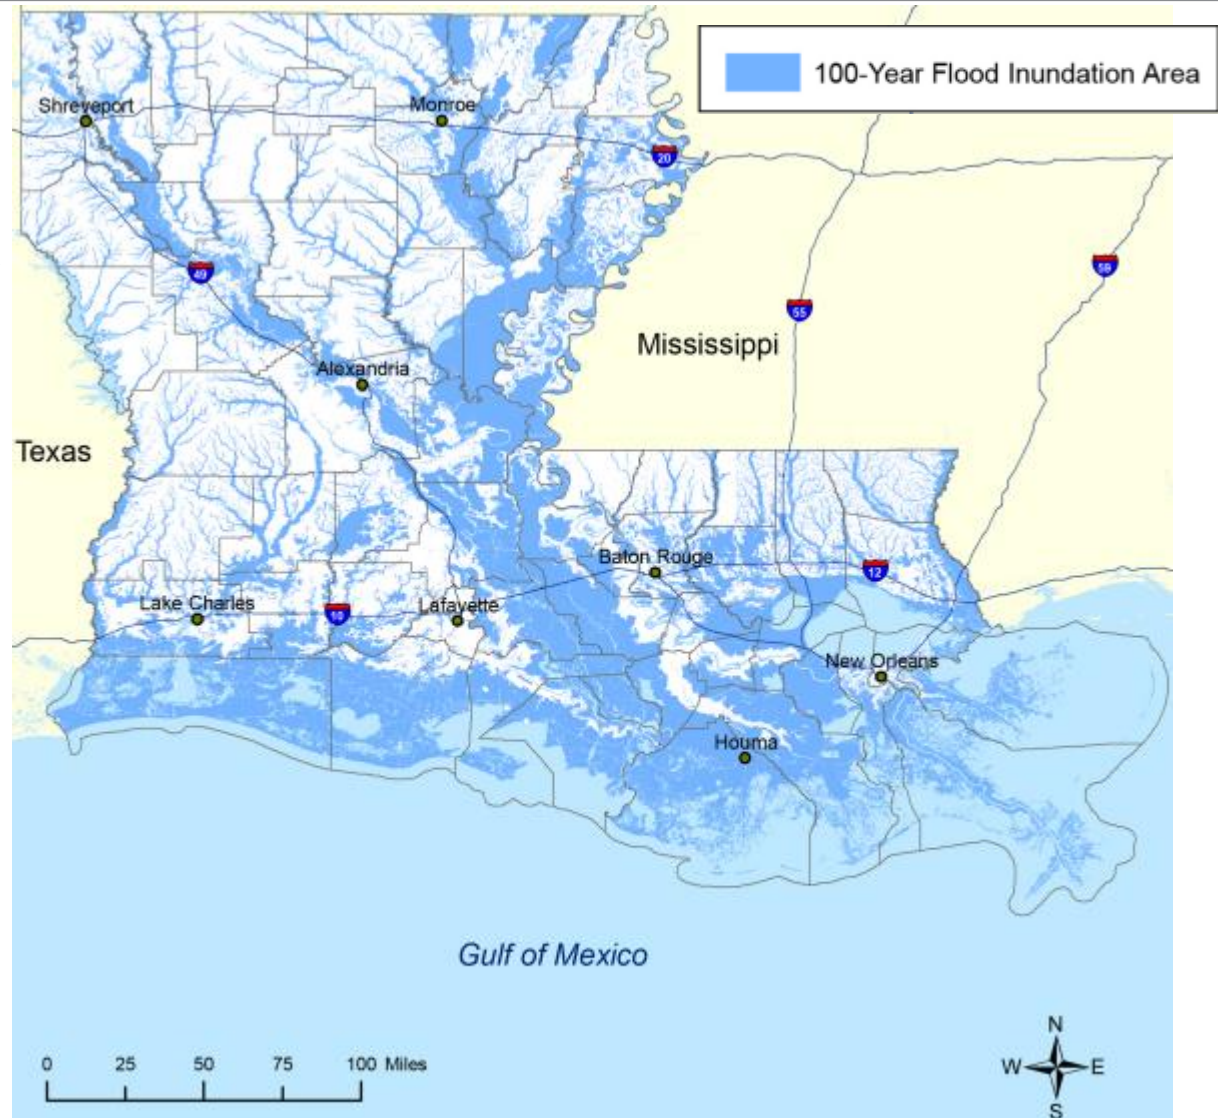 100-Year Flood Inundation Area
Shreveport
Monroe
20
49
59
55
Mississippi
Alexandria
Texas
Baton Rouge
12
Lake Charles
10
Lafayette
New Orleans
Houma
Gulf of Mexico
N
0 25 50 75 100 Miles
W E
S